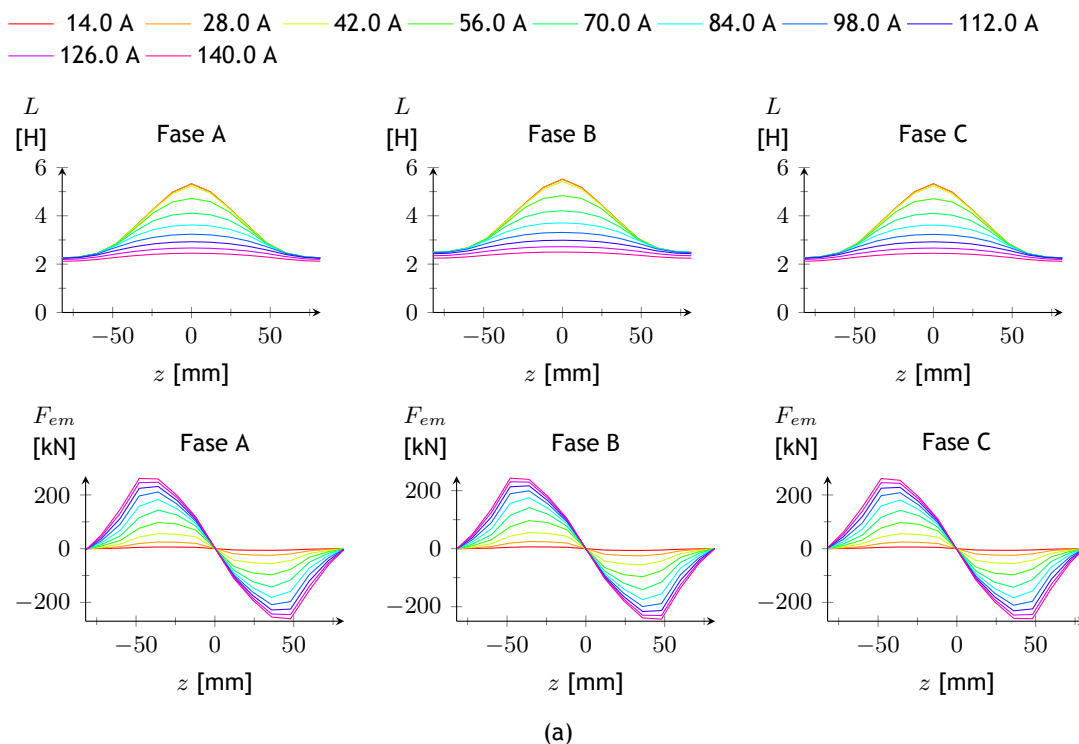 14.0 A 28.0 A 42.0 A 56.0 A 70.0 A 84.0 A 98.0 A 112.0 A
126.0 A 140.0 A
L L L
[H] Fase A [H] Fase B [H] Fase C
6 6 6
4 4 4
2 2 2
0 0 0
−50 0 50 −50 0 50 −50 0 50
z [mm] z [mm] z [mm]
F_em F_em F_em
[kN] Fase A [kN] Fase B [kN] Fase C
200 200 200
0 0 0
−200 −200 −200
−50 0 50 −50 0 50 −50 0 50
z [mm] z [mm] z [mm]
(a)